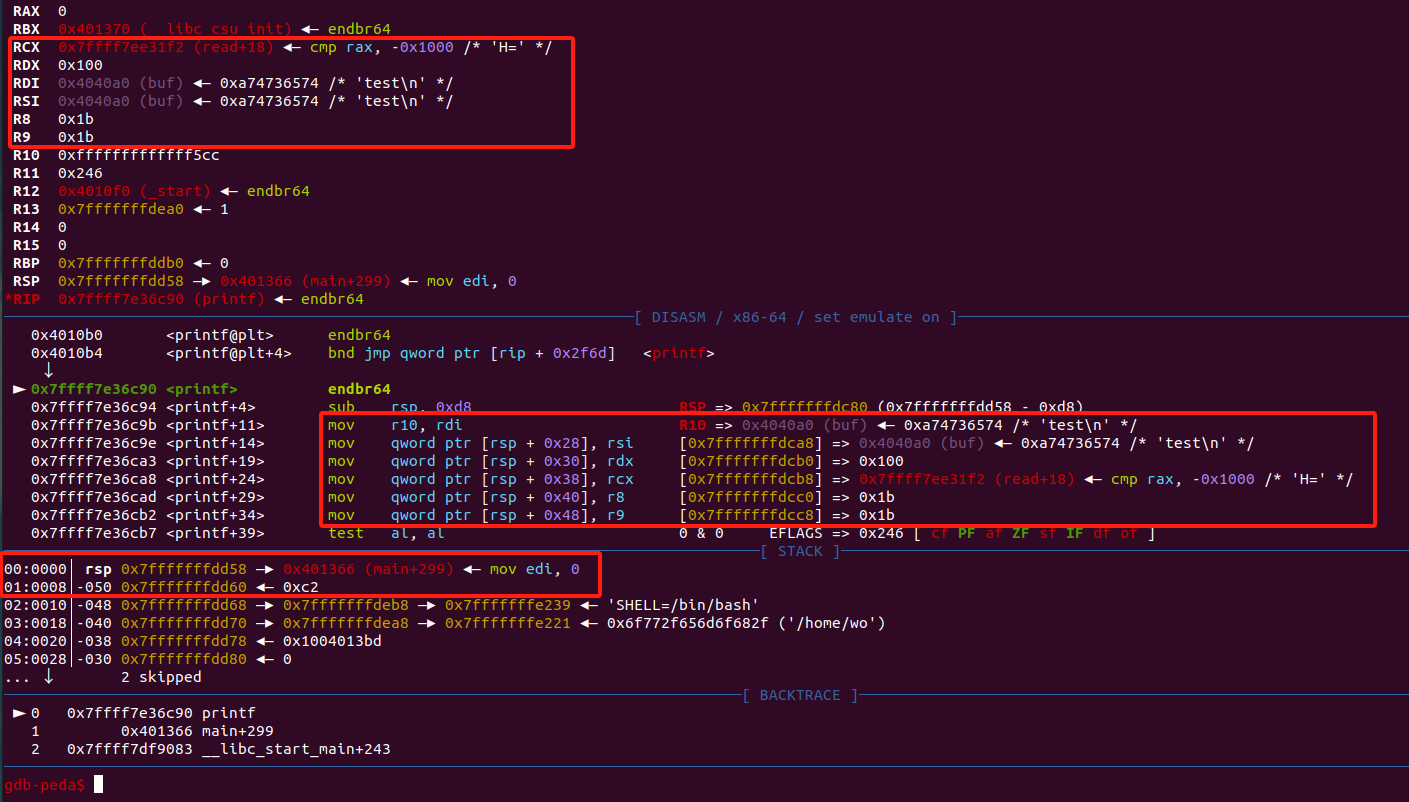 RAX 0
RBX 0x401370 (__libc_csu_init) ◂— endbr64
RCX 0x7ffff7ee31f2 (read+18) ◂— cmp rax, -0x1000 /* 'H=' */
RDX 0x100
RDI 0x4040a0 (buf) ◂— 0xa74736574 /* 'test\n' */
RSI 0x4040a0 (buf) ◂— 0xa74736574 /* 'test\n' */
R8 0x1b
R9 0x1b
R10 0xfffffffffffff5cc
R11 0x246
R12 0x4010f0 (_start) ◂— endbr64
R13 0x7fffffffdea0 ◂— 1
R14 0
R15 0
RBP 0x7fffffffddb0 ◂— 0
RSP 0x7fffffffdd58 —▸ 0x401366 (main+299) ◂— mov edi, 0
*RIP 0x7ffff7e36c90 (printf) ◂— endbr64
[ DISASM / x86-64 / set emulate on ]
0x4010b0 <printf@plt> endbr64
0x4010b4 <printf@plt+4> bnd jmp qword ptr [rip + 0x2f6d] <printf>
↓
► 0x7ffff7e36c90 <printf> endbr64
0x7ffff7e36c94 <printf+4> sub rsp, 0xd8 RSP => 0x7fffffffdc80 (0x7fffffffdd58 - 0xd8)
0x7ffff7e36c9b <printf+11> mov r10, rdi R10 => 0x4040a0 (buf) ◂— 0xa74736574 /* 'test\n' */
0x7ffff7e36c9e <printf+14> mov qword ptr [rsp + 0x28], rsi [0x7fffffffdca8] => 0x4040a0 (buf) ◂— 0xa74736574 /* 'test\n' */
0x7ffff7e36ca3 <printf+19> mov qword ptr [rsp + 0x30], rdx [0x7fffffffdcb0] => 0x100
0x7ffff7e36ca8 <printf+24> mov qword ptr [rsp + 0x38], rcx [0x7fffffffdcb8] => 0x7ffff7ee31f2 (read+18) ◂— cmp rax, -0x1000 /* 'H=' */
0x7ffff7e36cad <printf+29> mov qword ptr [rsp + 0x40], r8 [0x7fffffffdcc0] => 0x1b
0x7ffff7e36cb2 <printf+34> mov qword ptr [rsp + 0x48], r9 [0x7fffffffdcc8] => 0x1b
0x7ffff7e36cb7 <printf+39> test al, al 0 & 0 EFLAGS => 0x246 [ cf PF af ZF sf IF df of ]
[ STACK ]
00:0000│ rsp 0x7fffffffdd58 —▸ 0x401366 (main+299) ◂— mov edi, 0
01:0008│-050 0x7fffffffdd60 ◂— 0xc2
02:0010│-048 0x7fffffffdd68 —▸ 0x7fffffffdeb8 —▸ 0x7fffffffe239 ◂— 'SHELL=/bin/bash'
03:0018│-040 0x7fffffffdd70 —▸ 0x7fffffffdea8 —▸ 0x7fffffffe221 ◂— 0x6f772f656d6f682f ('/home/wo')
04:0020│-038 0x7fffffffdd78 ◂— 0x1004013bd
05:0028│-030 0x7fffffffdd80 ◂— 0
... ↓ 2 skipped
[ BACKTRACE ]
► 0 0x7ffff7e36c90 printf
1 0x401366 main+299
2 0x7ffff7df9083 __libc_start_main+243
gdb-peda$